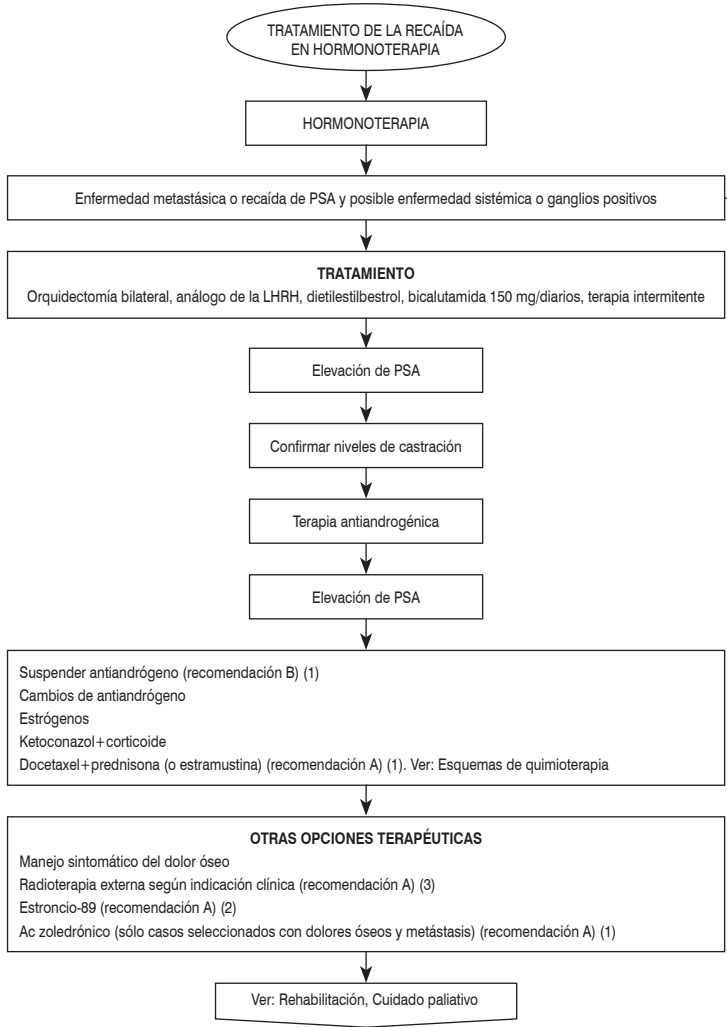 TRATAMIENTO DE LA RECAÍDA
EN HORMONOTERAPIA
HORMONOTERAPIA
Enfermedad metastásica o recaída de PSA y posible enfermedad sistémica o ganglios positivos
TRATAMIENTO
Orquidectomía bilateral, análogo de la LHRH, dietilestilbestrol, bicalutamida 150 mg/diarios, terapia intermitente
Elevación de PSA
Confirmar niveles de castración
Terapia antiandrogénica
Elevación de PSA
Suspender antiandrógeno (recomendación B) (1)
Cambios de antiandrógeno
Estrógenos
Ketoconazol+corticoide
Docetaxel+prednisona (o estramustina) (recomendación A) (1). Ver: Esquemas de quimioterapia
OTRAS OPCIONES TERAPÉUTICAS
Manejo sintomático del dolor óseo
Radioterapia externa según indicación clínica (recomendación A) (3)
Estroncio-89 (recomendación A) (2)
Ac zoledrónico (sólo casos seleccionados con dolores óseos y metástasis) (recomendación A) (1)
Ver: Rehabilitación, Cuidado paliativo